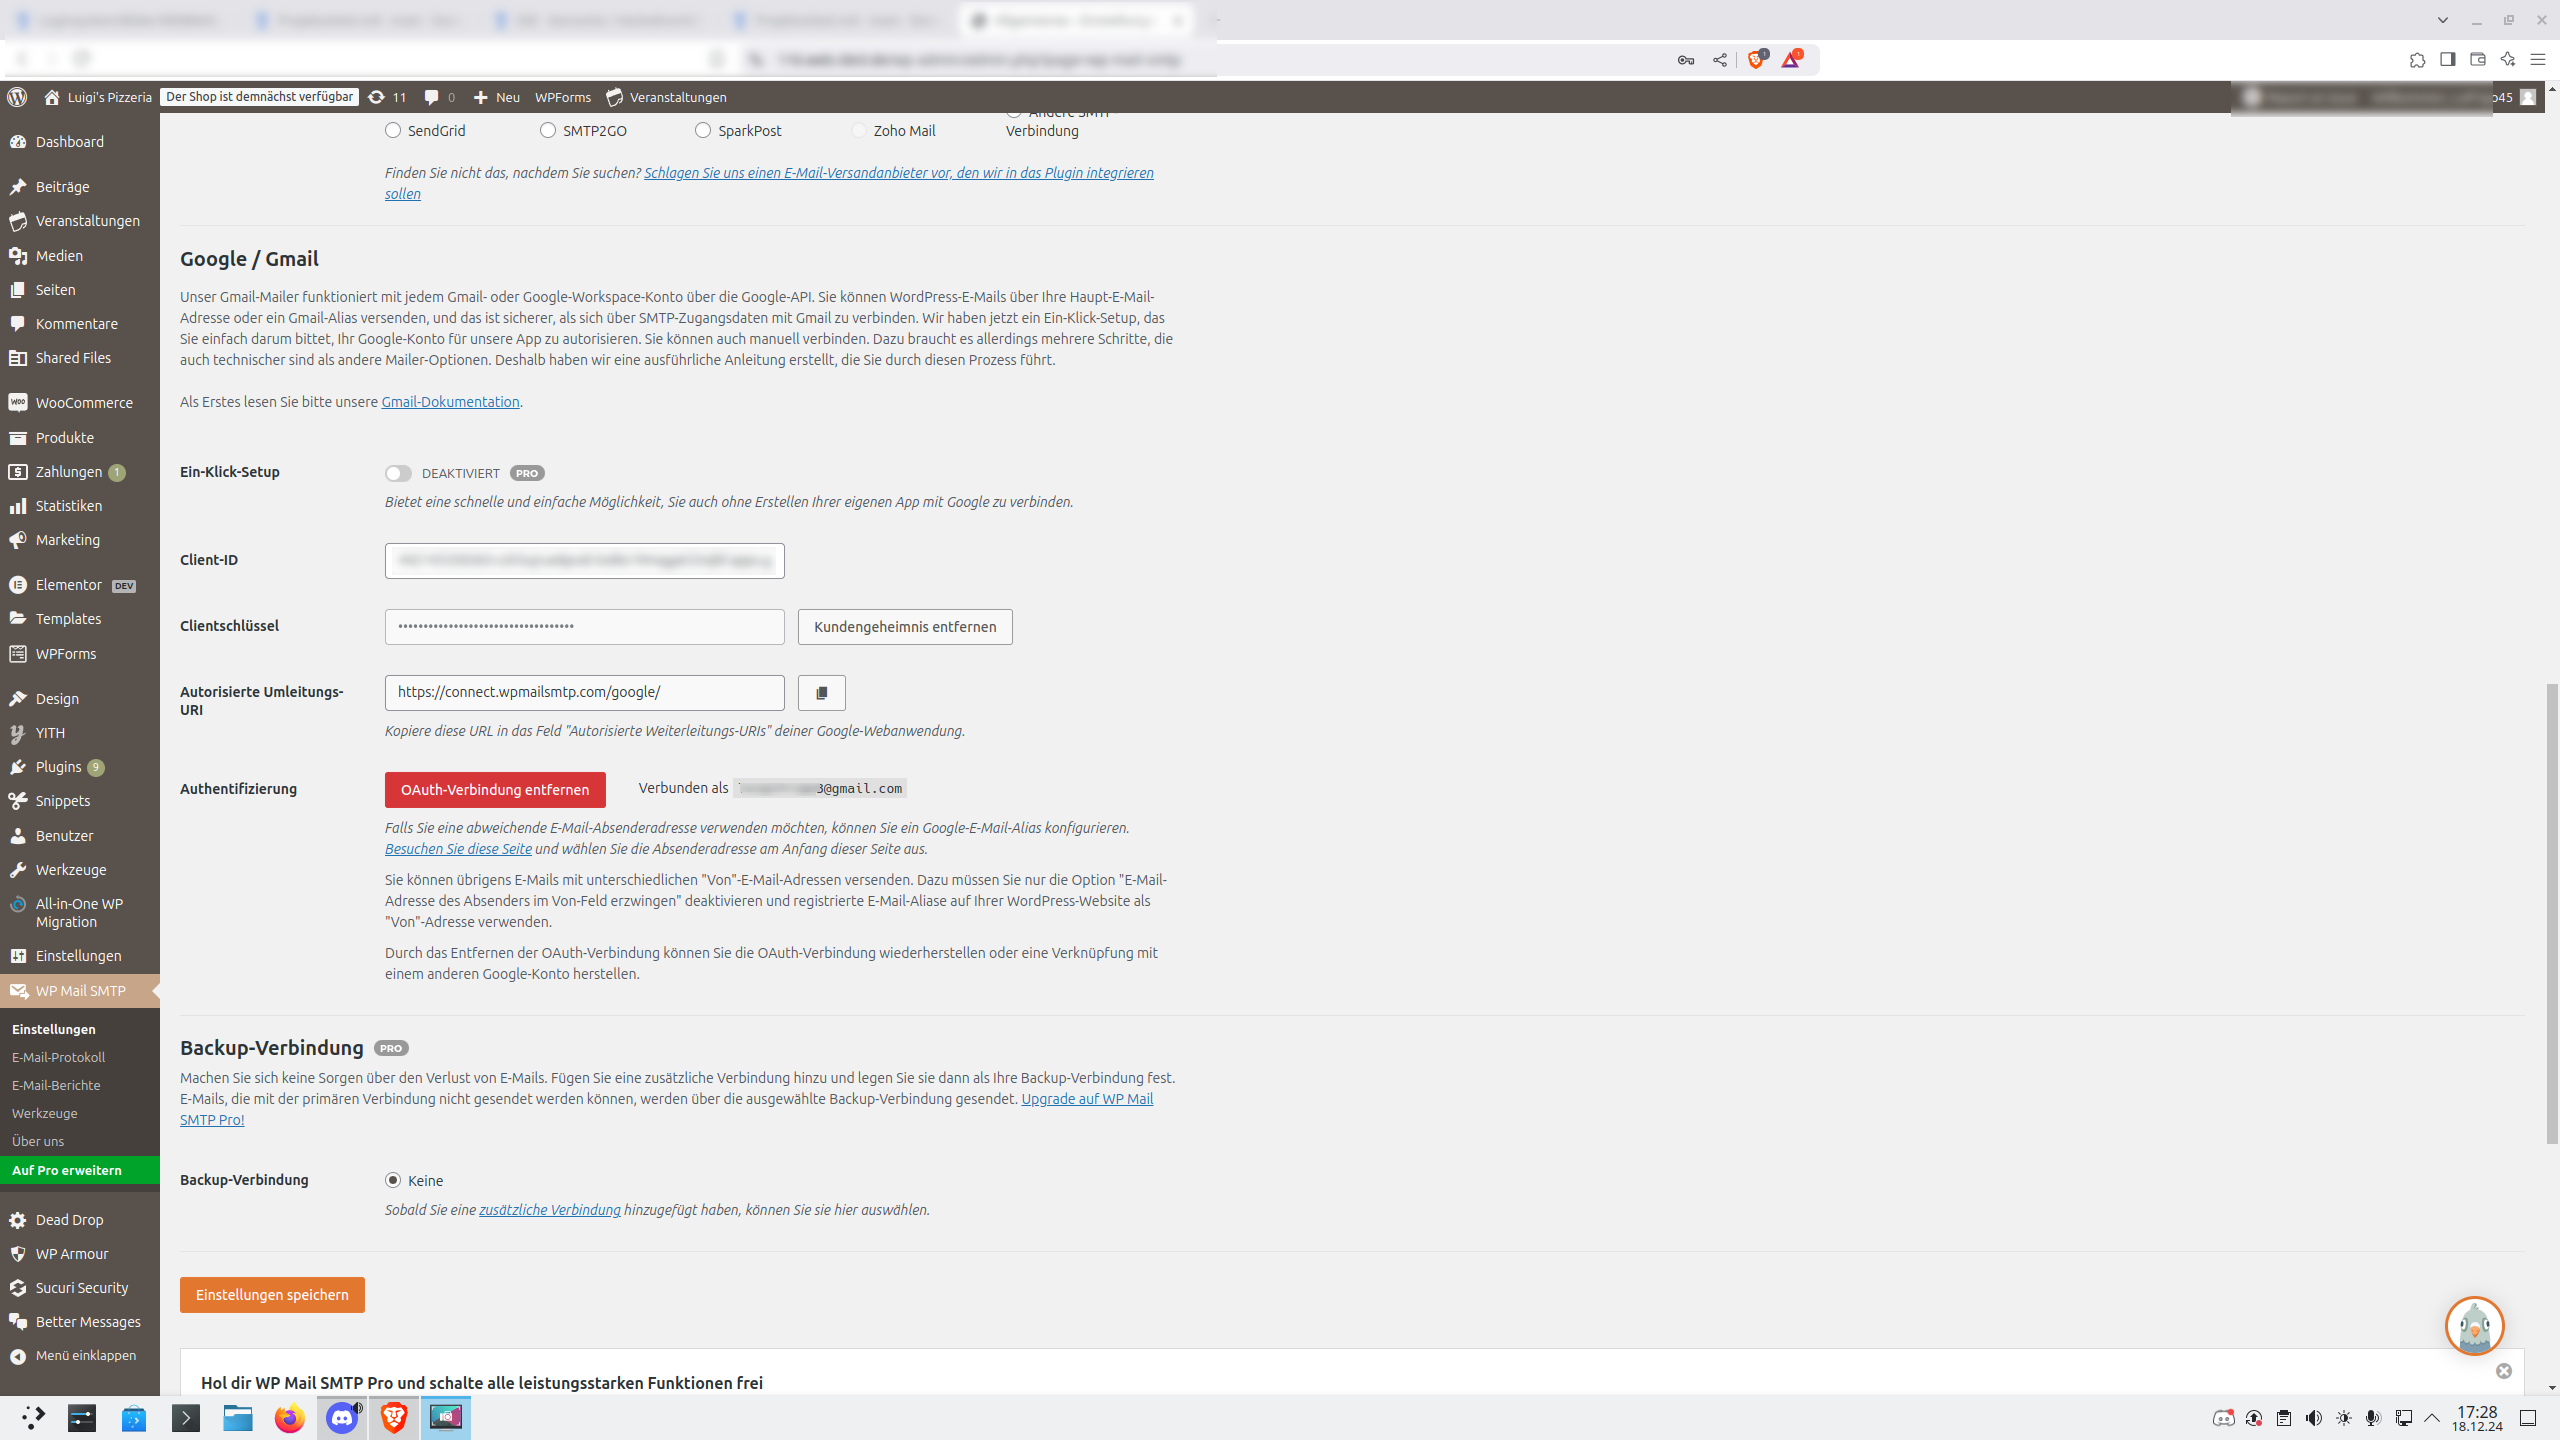 Luigi's Pizzeria
Der Shop ist demnächst verfügbar
11
0
Neu
WPForms
Veranstaltungen
o45
Dashboard
Beiträge
Veranstaltungen
Medien
Seiten
Kommentare
Shared Files
WooCommerce
Produkte
Zahlungen 1
Statistiken
Marketing
Elementor DEV
Templates
WPForms
Design
YITH
Plugins 9
Snippets
Benutzer
Werkzeuge
All-in-One WP
Migration
Einstellungen
WP Mail SMTP
Einstellungen
E-Mail-Protokoll
E-Mail-Berichte
Werkzeuge
Über uns
Auf Pro erweitern
Dead Drop
WP Armour
Sucuri Security
Better Messages
Menü einklappen
Andere SMTP-
SendGrid SMTP2GO SparkPost Zoho Mail Verbindung
Finden Sie nicht das, nachdem Sie suchen? Schlagen Sie uns einen E-Mail-Versandanbieter vor, den wir in das Plugin integrieren
sollen
Google / Gmail
Unser Gmail-Mailer funktioniert mit jedem Gmail- oder Google-Workspace-Konto über die Google-API. Sie können WordPress-E-Mails über Ihre Haupt-E-Mail-
Adresse oder ein Gmail-Alias versenden, und das ist sicherer, als sich über SMTP-Zugangsdaten mit Gmail zu verbinden. Wir haben jetzt ein Ein-Klick-Setup, das
Sie einfach darum bittet, Ihr Google-Konto für unsere App zu autorisieren. Sie können auch manuell verbinden. Dazu braucht es allerdings mehrere Schritte, die
auch technischer sind als andere Mailer-Optionen. Deshalb haben wir eine ausführliche Anleitung erstellt, die Sie durch diesen Prozess führt.
Als Erstes lesen Sie bitte unsere Gmail-Dokumentation.
Ein-Klick-Setup DEAKTIVIERT PRO
Bietet eine schnelle und einfache Möglichkeit, Sie auch ohne Erstellen Ihrer eigenen App mit Google zu verbinden.
Client-ID
Clientschlüssel •••••••••••••••••••••••••••••••••••
Kundengeheimnis entfernen
Autorisierte Umleitungs-
URI
https://connect.wpmailsmtp.com/google/
Kopiere diese URL in das Feld "Autorisierte Weiterleitungs-URIs" deiner Google-Webanwendung.
Authentifizierung
OAuth-Verbindung entfernen
Verbunden als 3@gmail.com
Falls Sie eine abweichende E-Mail-Absenderadresse verwenden möchten, können Sie ein Google-E-Mail-Alias konfigurieren.
Besuchen Sie diese Seite und wählen Sie die Absenderadresse am Anfang dieser Seite aus.
Sie können übrigens E-Mails mit unterschiedlichen "Von"-E-Mail-Adressen versenden. Dazu müssen Sie nur die Option "E-Mail-
Adresse des Absenders im Von-Feld erzwingen" deaktivieren und registrierte E-Mail-Aliase auf Ihrer WordPress-Website als
"Von"-Adresse verwenden.
Durch das Entfernen der OAuth-Verbindung können Sie die OAuth-Verbindung wiederherstellen oder eine Verknüpfung mit
einem anderen Google-Konto herstellen.
Backup-Verbindung PRO
Machen Sie sich keine Sorgen über den Verlust von E-Mails. Fügen Sie eine zusätzliche Verbindung hinzu und legen Sie sie dann als Ihre Backup-Verbindung fest.
E-Mails, die mit der primären Verbindung nicht gesendet werden können, werden über die ausgewählte Backup-Verbindung gesendet. Upgrade auf WP Mail
SMTP Pro!
Backup-Verbindung Keine
Sobald Sie eine zusätzliche Verbindung hinzugefügt haben, können Sie sie hier auswählen.
Einstellungen speichern
Hol dir WP Mail SMTP Pro und schalte alle leistungsstarken Funktionen frei
17:28
18.12.24